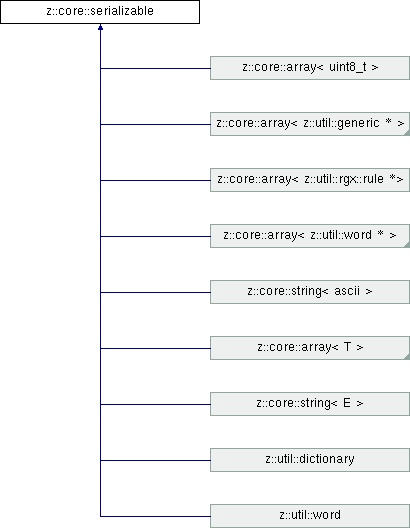 z::core::serializable
z::core::array< uint8_t >
z::core::array< z::util::generic * >
z::core::array< z::util::rgx::rule *>
z::core::array< z::util::word * >
z::core::string< ascii >
z::core::array< T >
z::core::string< E >
z::util::dictionary
z::util::word